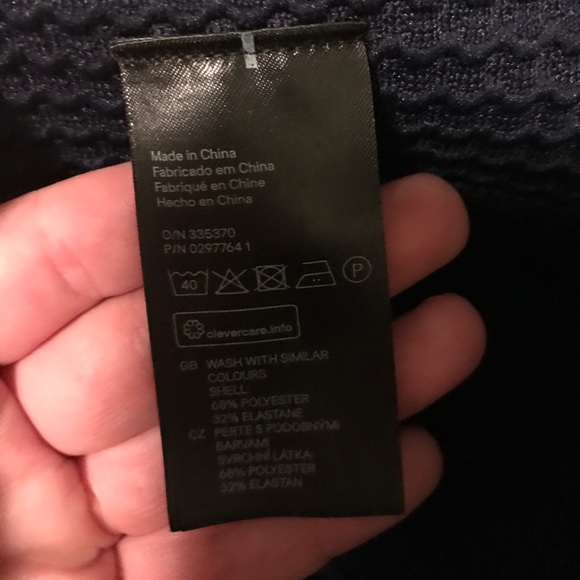 Made in China
Fabricado em China
Fabriqué en Chine
Hecho en China
O/N 335370
P/N 0297764 1
40
P
clevercare.info
GB WASH WITH SIMILAR
COLOURS
SHELL:
68% POLYESTER
32% ELASTANE
CZ PERTE S PODOBNÝMI
BARVAMI
SVRCHNÍ LÁTKA:
68% POLYESTER
32% ELASTAN